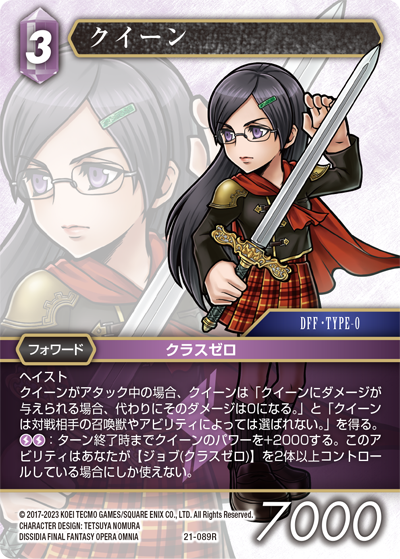 3
クイーン
DFF・TYPE-0
フォワード
クラスゼロ
ヘイスト
クイーンがアタック中の場合、クイーンは「クイーンにダメージが
与えられる場合、代わりにそのダメージは0になる。」と「クイーン
は対戦相手の召喚獣やアビリティによっては選ばれない。」を得る。
:ターン終了時までクイーンのパワーを+2000する。このア
ビリティはあなたが【ジョブ(クラスゼロ)】を2体以上コントロ
ールしている場合にしか使えない。
© 2017-2023 KOEI TECMO GAMES/SQUARE ENIX CO., LTD. All Rights Reserved.
CHARACTER DESIGN: TETSUYA NOMURA
DISSIDIA FINAL FANTASY OPERA OMNIA
21-089R
7000